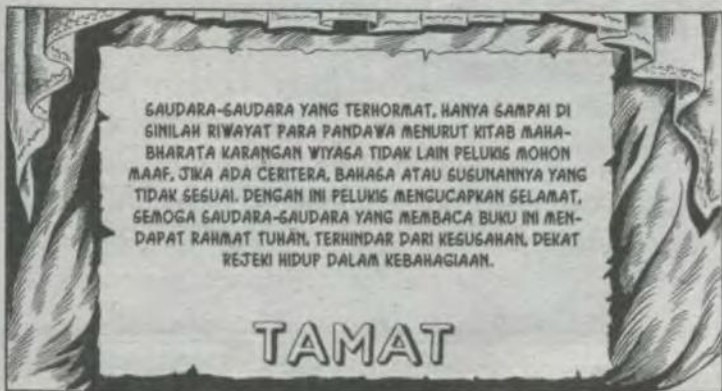 SAUDARA-SAUDARA YANG TERHORMAT, HANYA SAMPAI DI
SINILAH RIWAYAT PARA PANDAWA MENURUT KITAB MAHA-
BHARATA KARANGAN WIYASA TIDAK LAIN PELUKIS MOHON
MAAF, JIKA ADA CERITERA, BAHASA ATAU SUSUNANNYA YANG
TIDAK SESUAI. DENGAN INI PELUKIS MENGUCAPKAN SELAMAT,
SEMOGA SAUDARA-SAUDARA YANG MEMBACA BUKU INI MEN-
DAPAT RAHMAT TUHAN, TERHINDAR DARI KESUSAHAN, DEKAT
REJEKI HIDUP DALAM KEBAHAGIAAN.
TAMAT